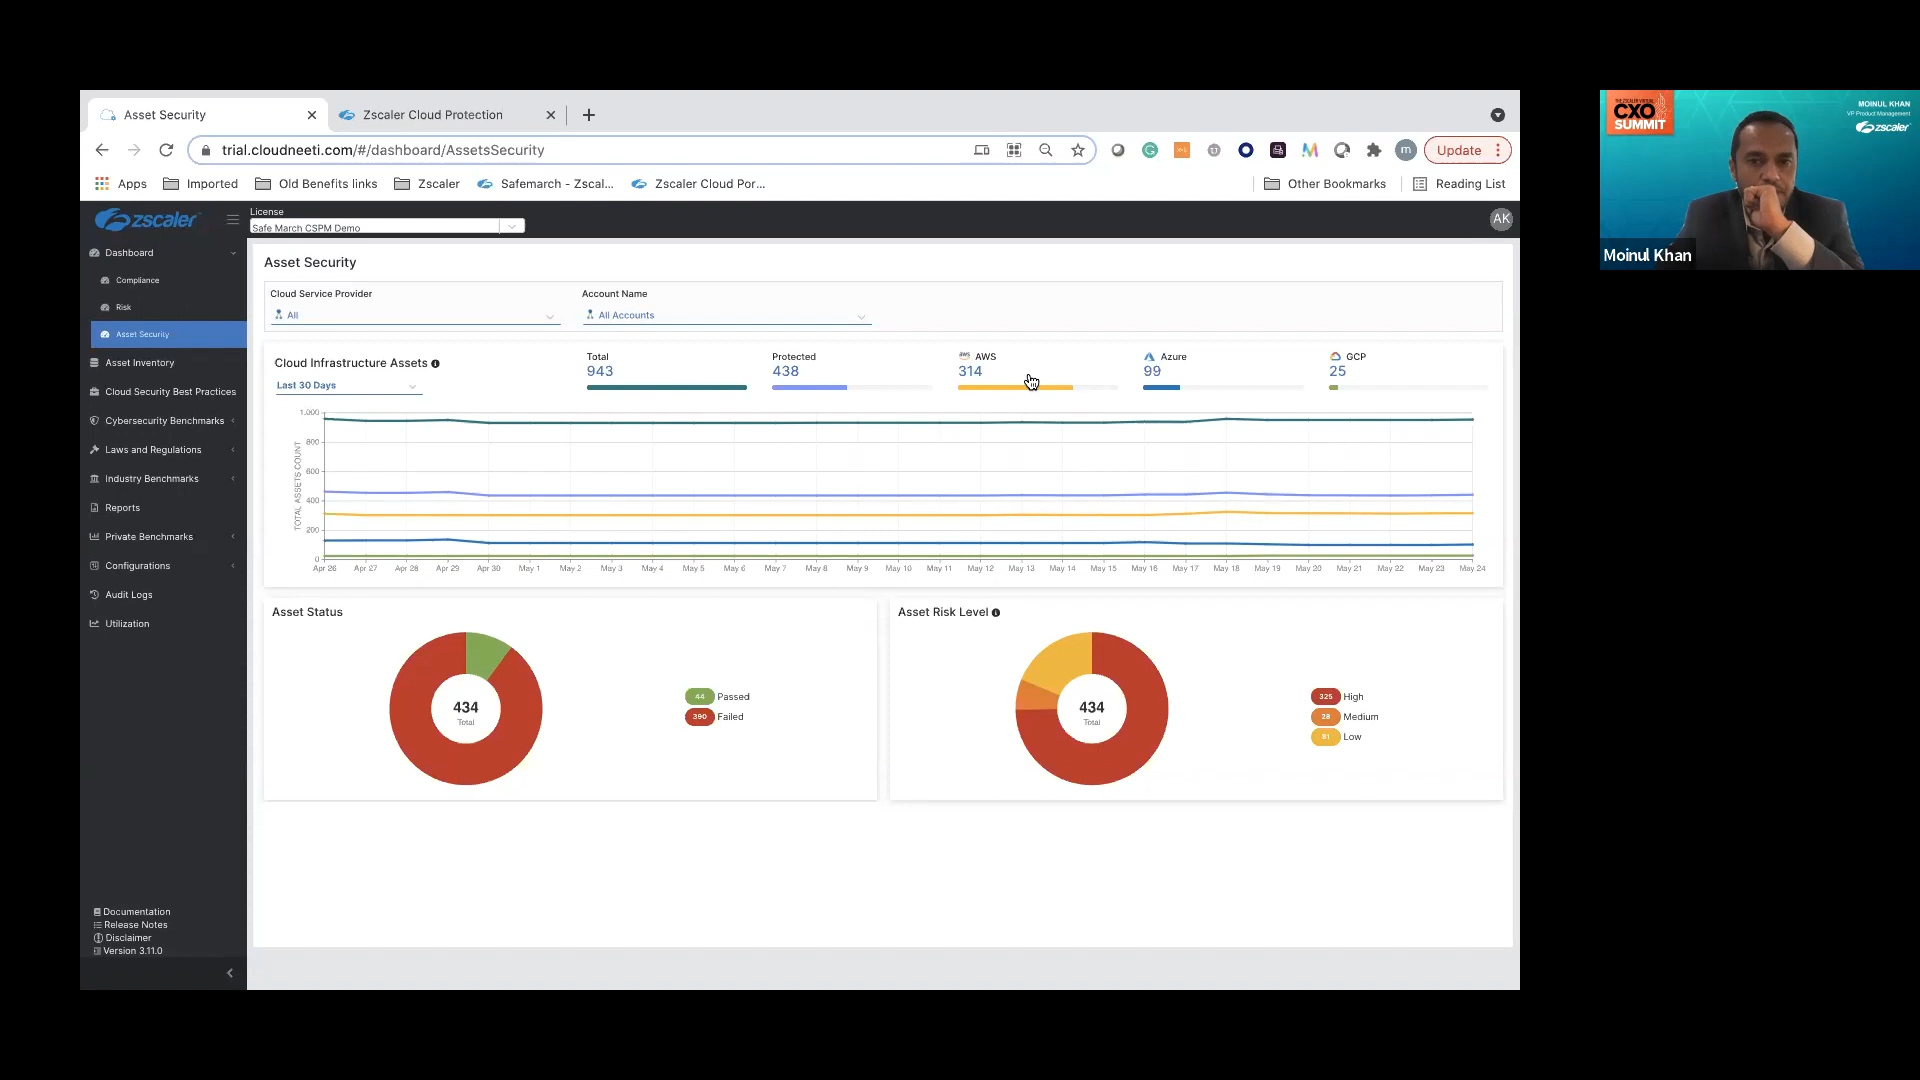 Asset Security
Zscaler Cloud Protection
trial.cloudneeti.com/#/dashboard/AssetsSecurity
m
Update
Apps
Imported
Old Benefits links
Zscaler
Safemarch - Zscal...
Zscaler Cloud Por...
Other Bookmarks
Reading List
zscaler
License
Safe March CSPM Demo
AK
Dashboard
Compliance
Risk
Asset Security
Asset Inventory
Cloud Security Best Practices
Cybersecurity Benchmarks
Laws and Regulations
Industry Benchmarks
Reports
Private Benchmarks
Configurations
Audit Logs
Utilization
Documentation
Release Notes
Disclaimer
Version 3.11.0
Asset Security
Cloud Service Provider
All
Account Name
All Accounts
Cloud Infrastructure Assets
Last 30 Days
Total
943
Protected
438
AWS
314
Azure
99
GCP
25
TOTAL ASSETS COUNT
1,000
800
600
400
200
0
Apr 26 Apr 27 Apr 28 Apr 29 Apr 30 May 1 May 2 May 3 May 4 May 5 May 6 May 7 May 8 May 9 May 10 May 11 May 12 May 13 May 14 May 15 May 16 May 17 May 18 May 19 May 20 May 21 May 22 May 23 May 24
Asset Status
434
Total
44 Passed
390 Failed
Asset Risk Level
434
Total
325 High
28 Medium
81 Low
THE ZSCALER VIRTUAL
CXO
SUMMIT
MOINUL KHAN
VP Product Management
zscaler
Moinul Khan